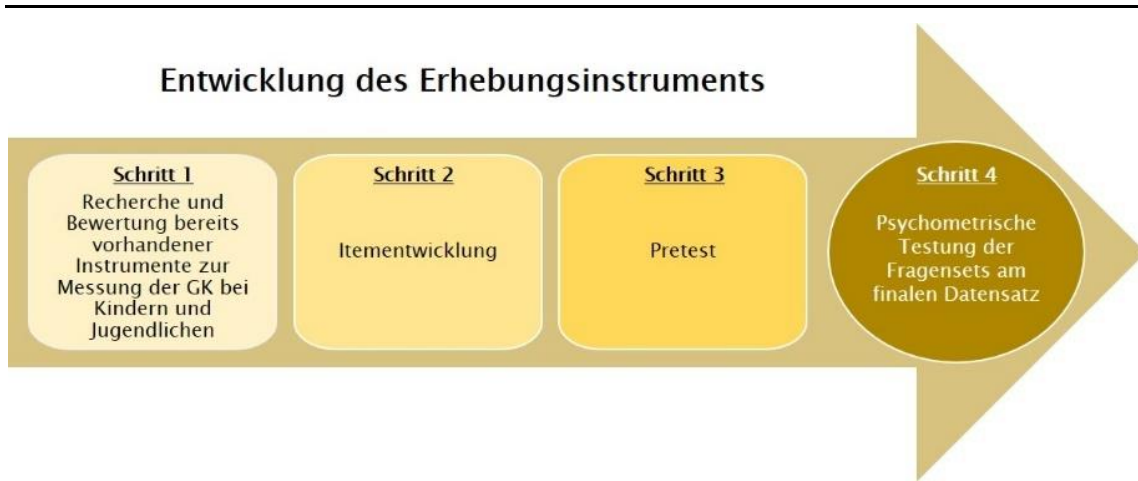 Entwicklung des Erhebungsinstruments
Schritt 1
Recherche und
Bewertung bereits
vorhandener
Instrumente zur
Messung der GK bei
Kindern und
Jugendlichen
Schritt 2
Itementwicklung
Schritt 3
Pretest
Schritt 4
Psychometrische
Testung der
Fragensets am
finalen Datensatz